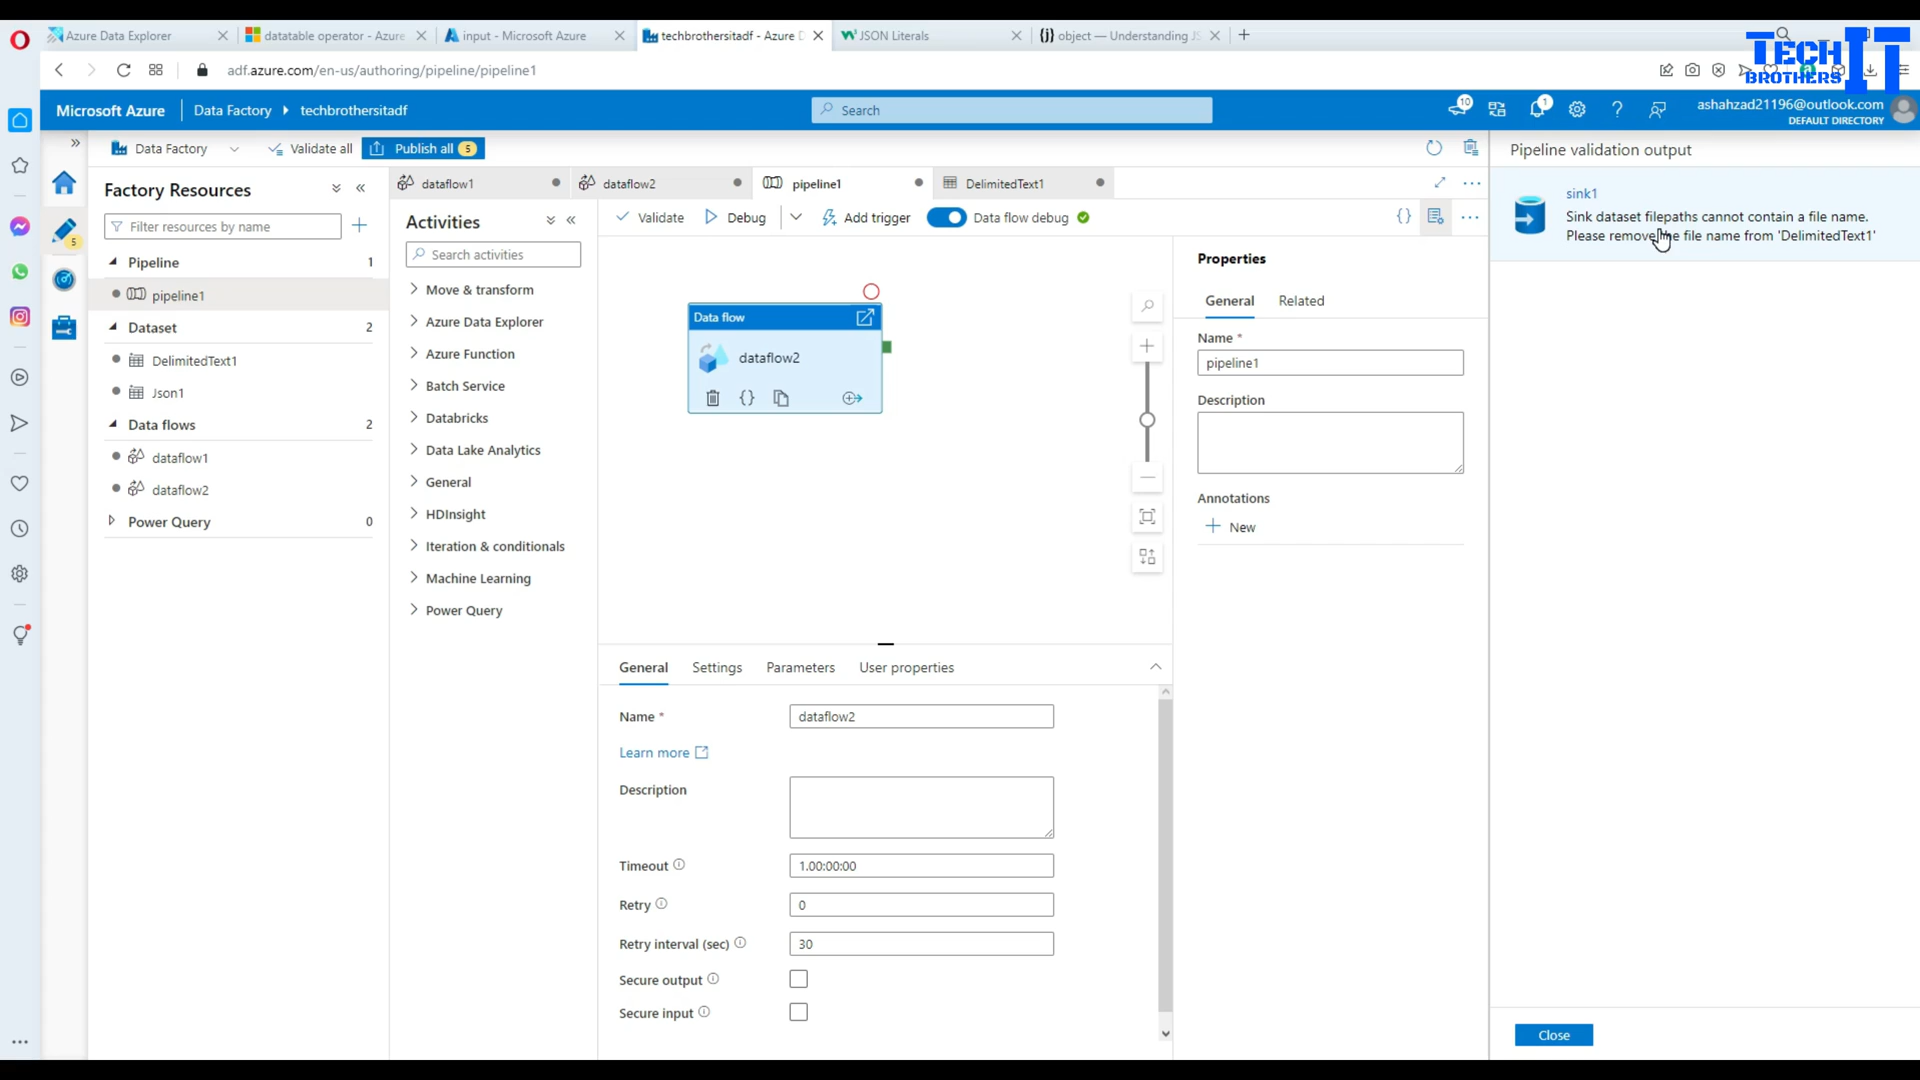 Azure Data Explorer
datatable operator - Azure
input - Microsoft Azure
techbrothersitadf - Azure D
JSON Literals
{j} object — Understanding JS
TECH
BROTHERS
IT
adf.azure.com/en-us/authoring/pipeline/pipeline1
Microsoft Azure
Data Factory
techbrothersitadf
Search
10
1
ashahzad21196@outlook.com
DEFAULT DIRECTORY
Data Factory
Validate all
Publish all 5
Pipeline validation output
Factory Resources
dataflow1
dataflow2
pipeline1
DelimitedText1
sink1
Sink dataset filepaths cannot contain a file name.
Please remove the file name from 'DelimitedText1'
Activities
Validate
Debug
Add trigger
Data flow debug
Filter resources by name
5
Search activities
Pipeline 1
pipeline1
Dataset 2
DelimitedText1
Json1
Data flows 2
dataflow1
dataflow2
Power Query 0
Move & transform
Azure Data Explorer
Azure Function
Batch Service
Databricks
Data Lake Analytics
General
HDInsight
Iteration & conditionals
Machine Learning
Power Query
Data flow
dataflow2
Properties
General
Related
Name *
pipeline1
Description
Annotations
New
General
Settings
Parameters
User properties
Name *
dataflow2
Learn more
Description
Timeout
1.00:00:00
Retry
0
Retry interval (sec)
30
Secure output
Secure input
Close